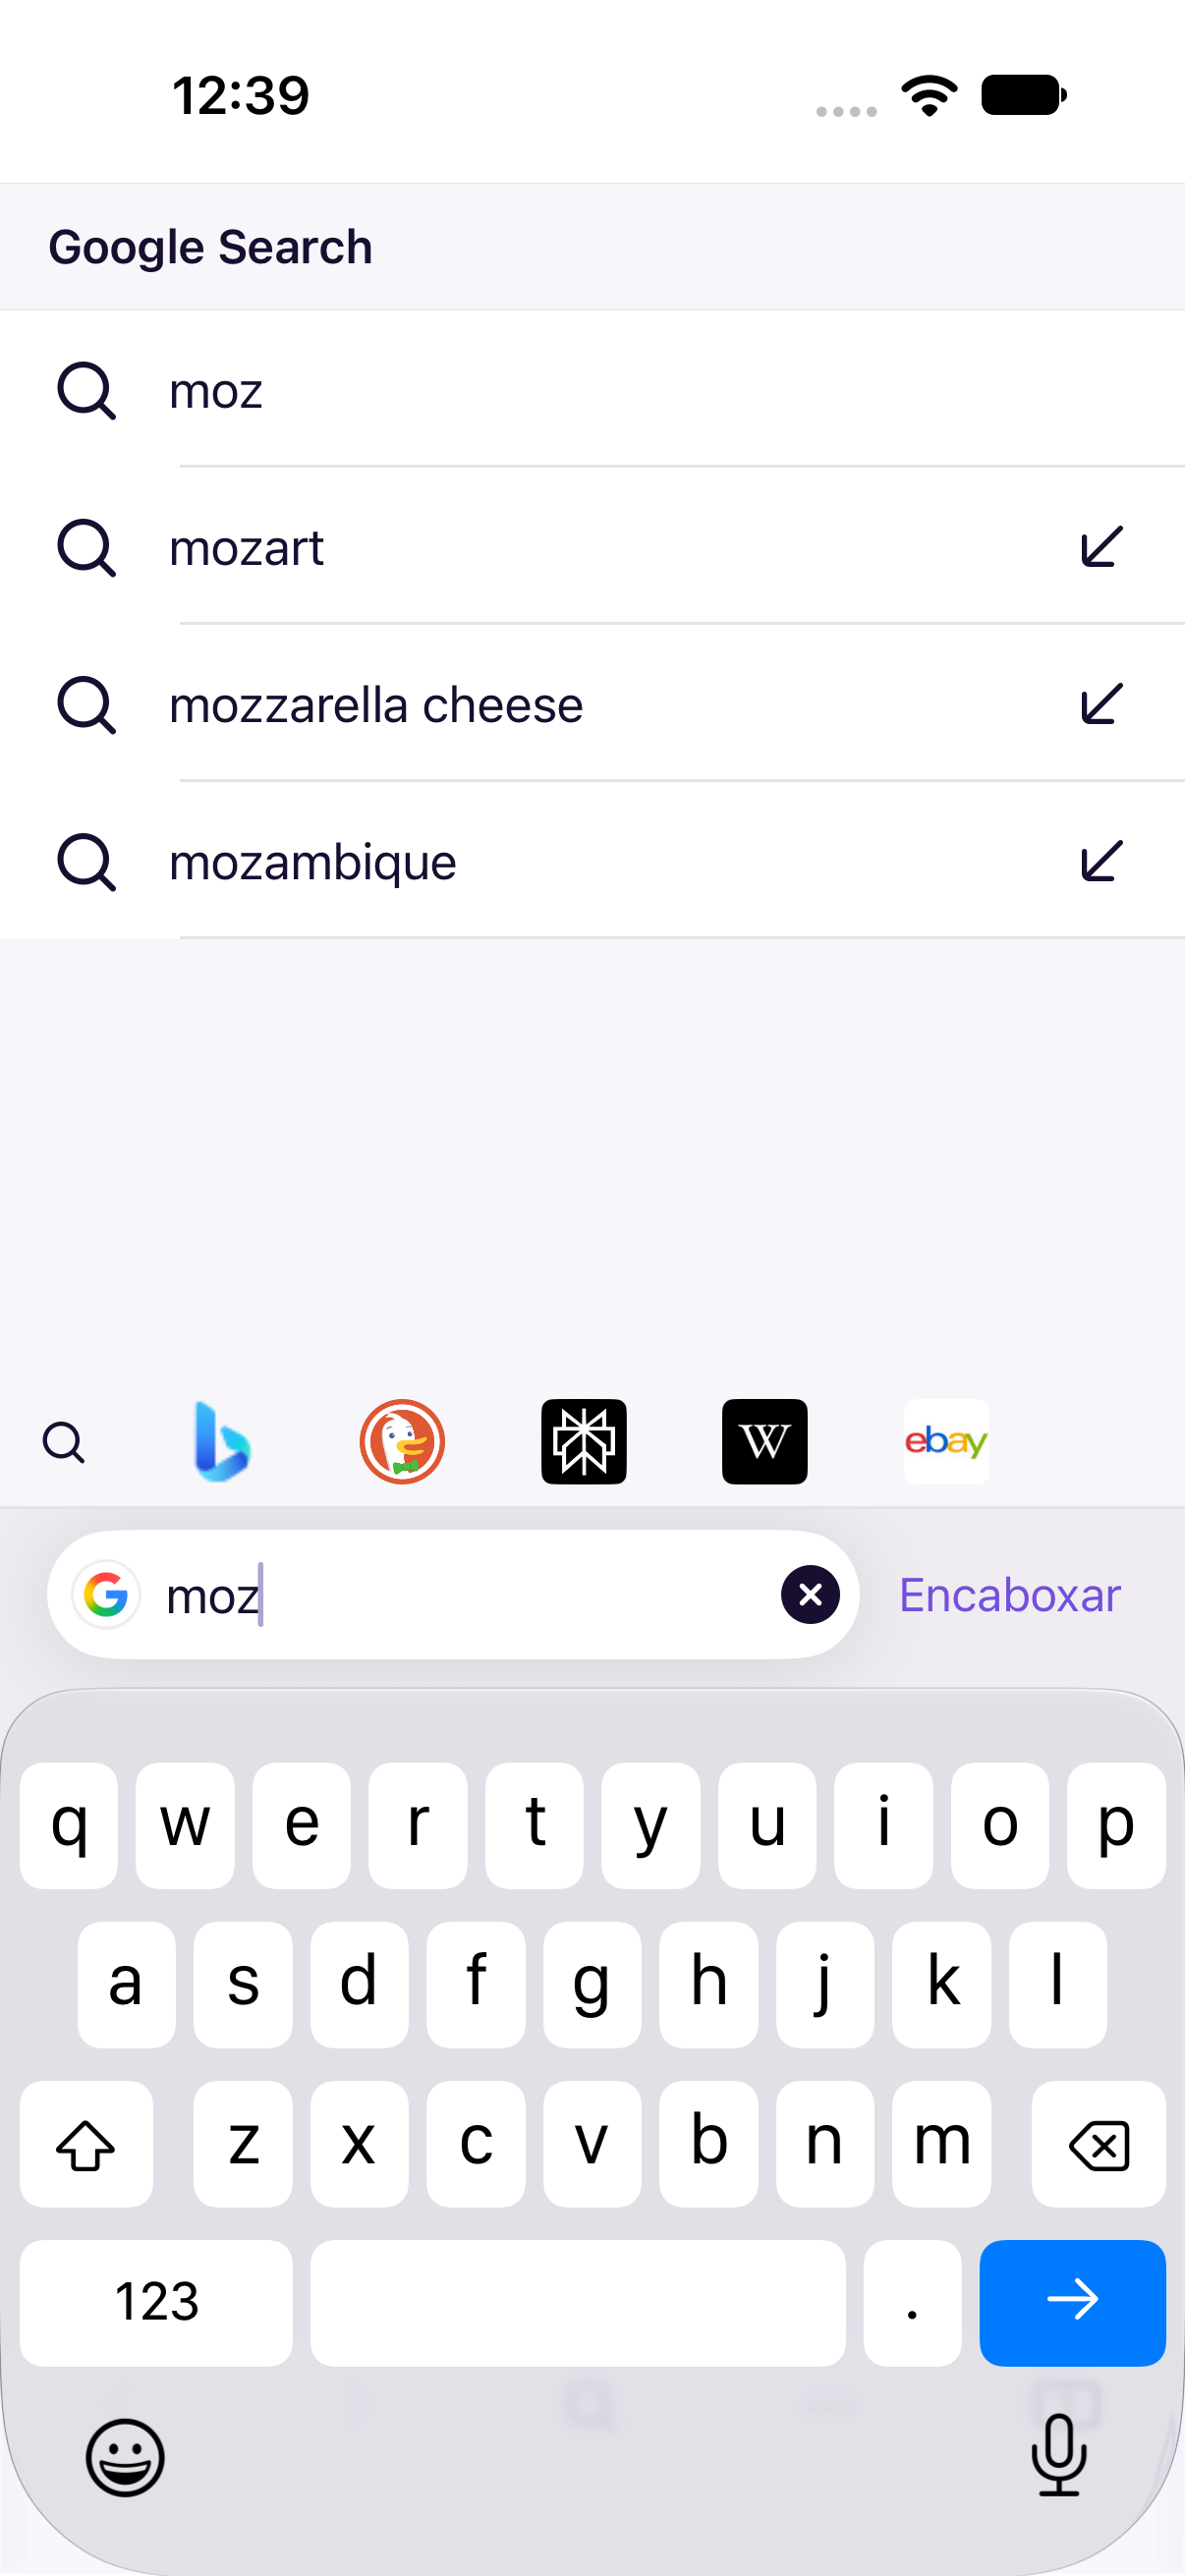 12:39
Google Search
moz
mozart
mozzarella cheese
mozambique
W
ebay
moz
Encaboxar
q w e r t y u i o p
a s d f g h j k l
z x c v b n m
123 .